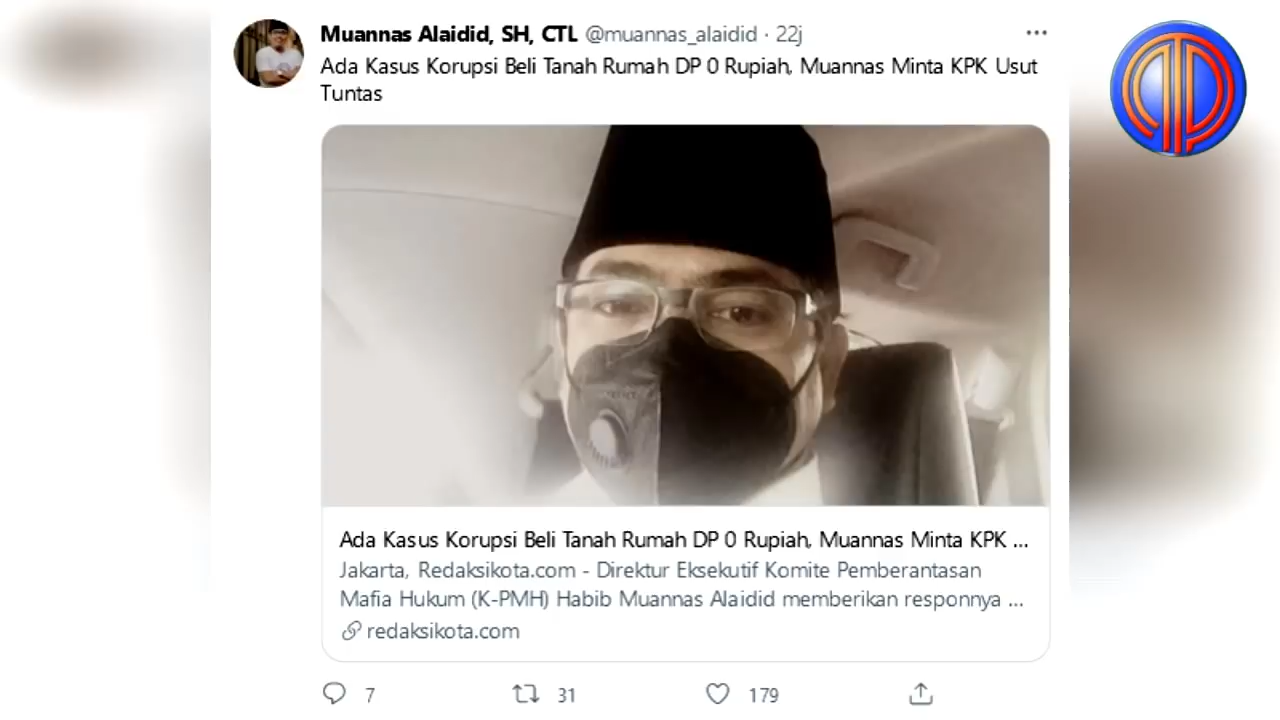 Muannas Alaidid, SH, CTL @muannas_alaidid · 22j
Ada Kasus Korupsi Beli Tanah Rumah DP 0 Rupiah, Muannas Minta KPK Usut
Tuntas
Ada Kasus Korupsi Beli Tanah Rumah DP 0 Rupiah, Muannas Minta KPK ...
Jakarta, Redaksikota.com - Direktur Eksekutif Komite Pemberantasan
Mafia Hukum (K-PMH) Habib Muannas Alaidid memberikan responnya ...
redaksikota.com
7 31 179